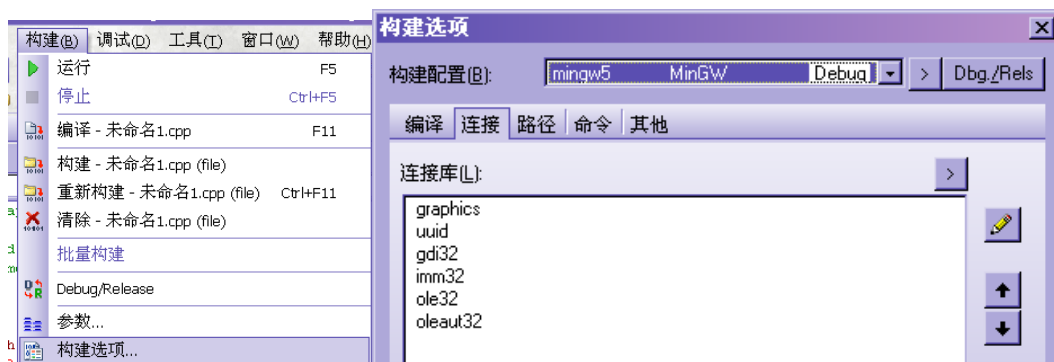 构建(B) 调试(D) 工具(T) 窗口(W) 帮助(H)
运行 F5
停止 Ctrl+F5
编译 - 未命名1.cpp F11
构建 - 未命名1.cpp (file)
重新构建 - 未命名1.cpp (file) Ctrl+F11
清除 - 未命名1.cpp (file)
批量构建
Debug/Release
参数...
构建选项...
构建选项
构建配置(B): mingw5 MinGW Debug > Dbg./Rels
编译 连接 路径 命令 其他
连接库(L): >
graphics
uuid
gdi32
imm32
ole32
oleaut32